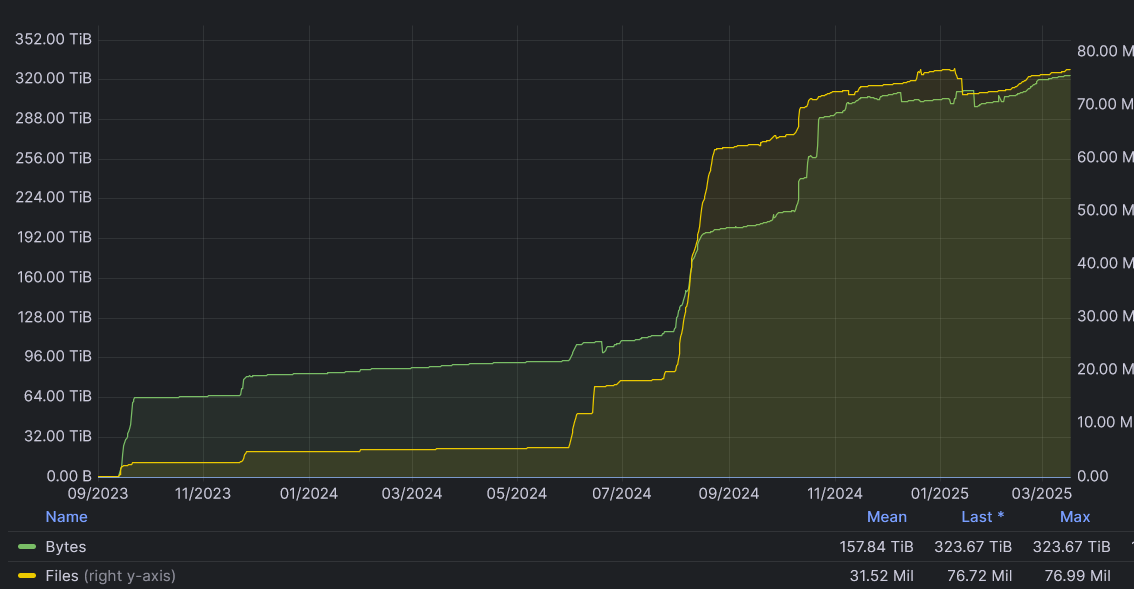 352.00 TiB
320.00 TiB
288.00 TiB
256.00 TiB
224.00 TiB
192.00 TiB
160.00 TiB
128.00 TiB
96.00 TiB
64.00 TiB
32.00 TiB
0.00 B
80.00 M
70.00 M
60.00 M
50.00 M
40.00 M
30.00 M
20.00 M
10.00 M
0.00
09/2023 11/2023 01/2024 03/2024 05/2024 07/2024 09/2024 11/2024 01/2025 03/2025
Name Mean Last * Max
Bytes 157.84 TiB 323.67 TiB 323.67 TiB
Files (right y-axis) 31.52 Mil 76.72 Mil 76.99 Mil